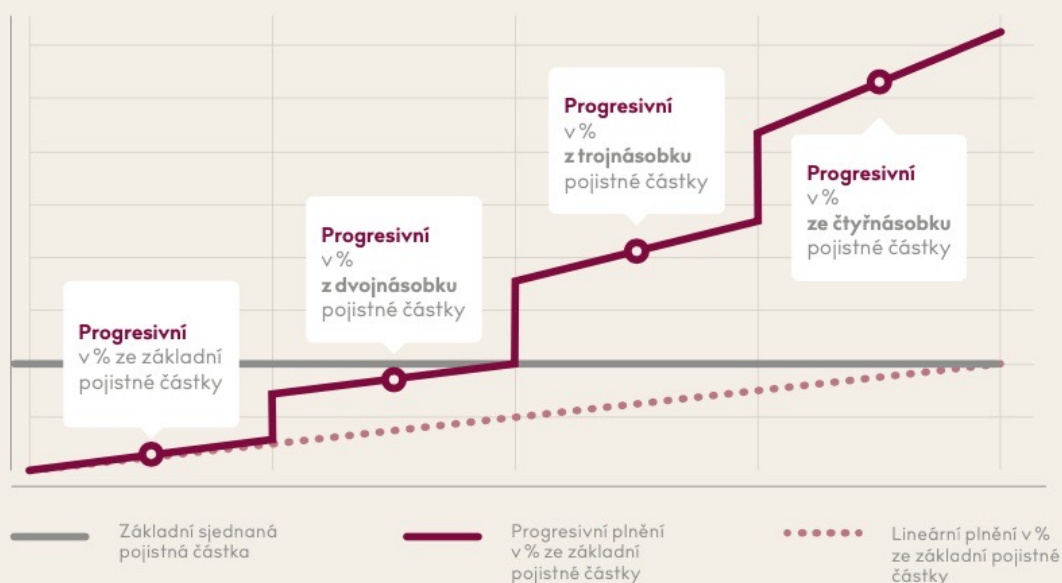 Progresivní
v %
z trojnásobku
pojistné částky
Progresivní
v %
ze čtyřnásobku
pojistné částky
Progresivní
v %
z dvojnásobku
pojistné částky
Progresivní
v % ze základní
pojistné částky
Základní sjednaná
pojistná částka
Progresivní plnění
v % ze základní
pojistné částky
Lineární plnění v %
ze základní pojistné
částky